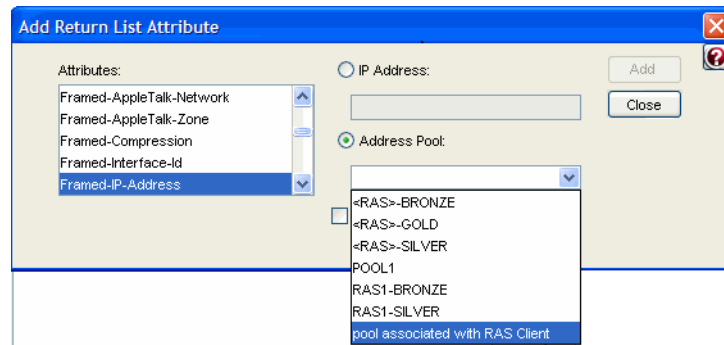 Add Return List Attribute
Attributes:
Framed-AppleTalk-Network
Framed-AppleTalk-Zone
Framed-Compression
Framed-Interface-Id
Framed-IP-Address
IP Address:
Address Pool:
<RAS>-BRONZE
<RAS>-GOLD
<RAS>-SILVER
POOL1
RAS1-BRONZE
RAS1-SILVER
pool associated with RAS Client
Add
Close
?